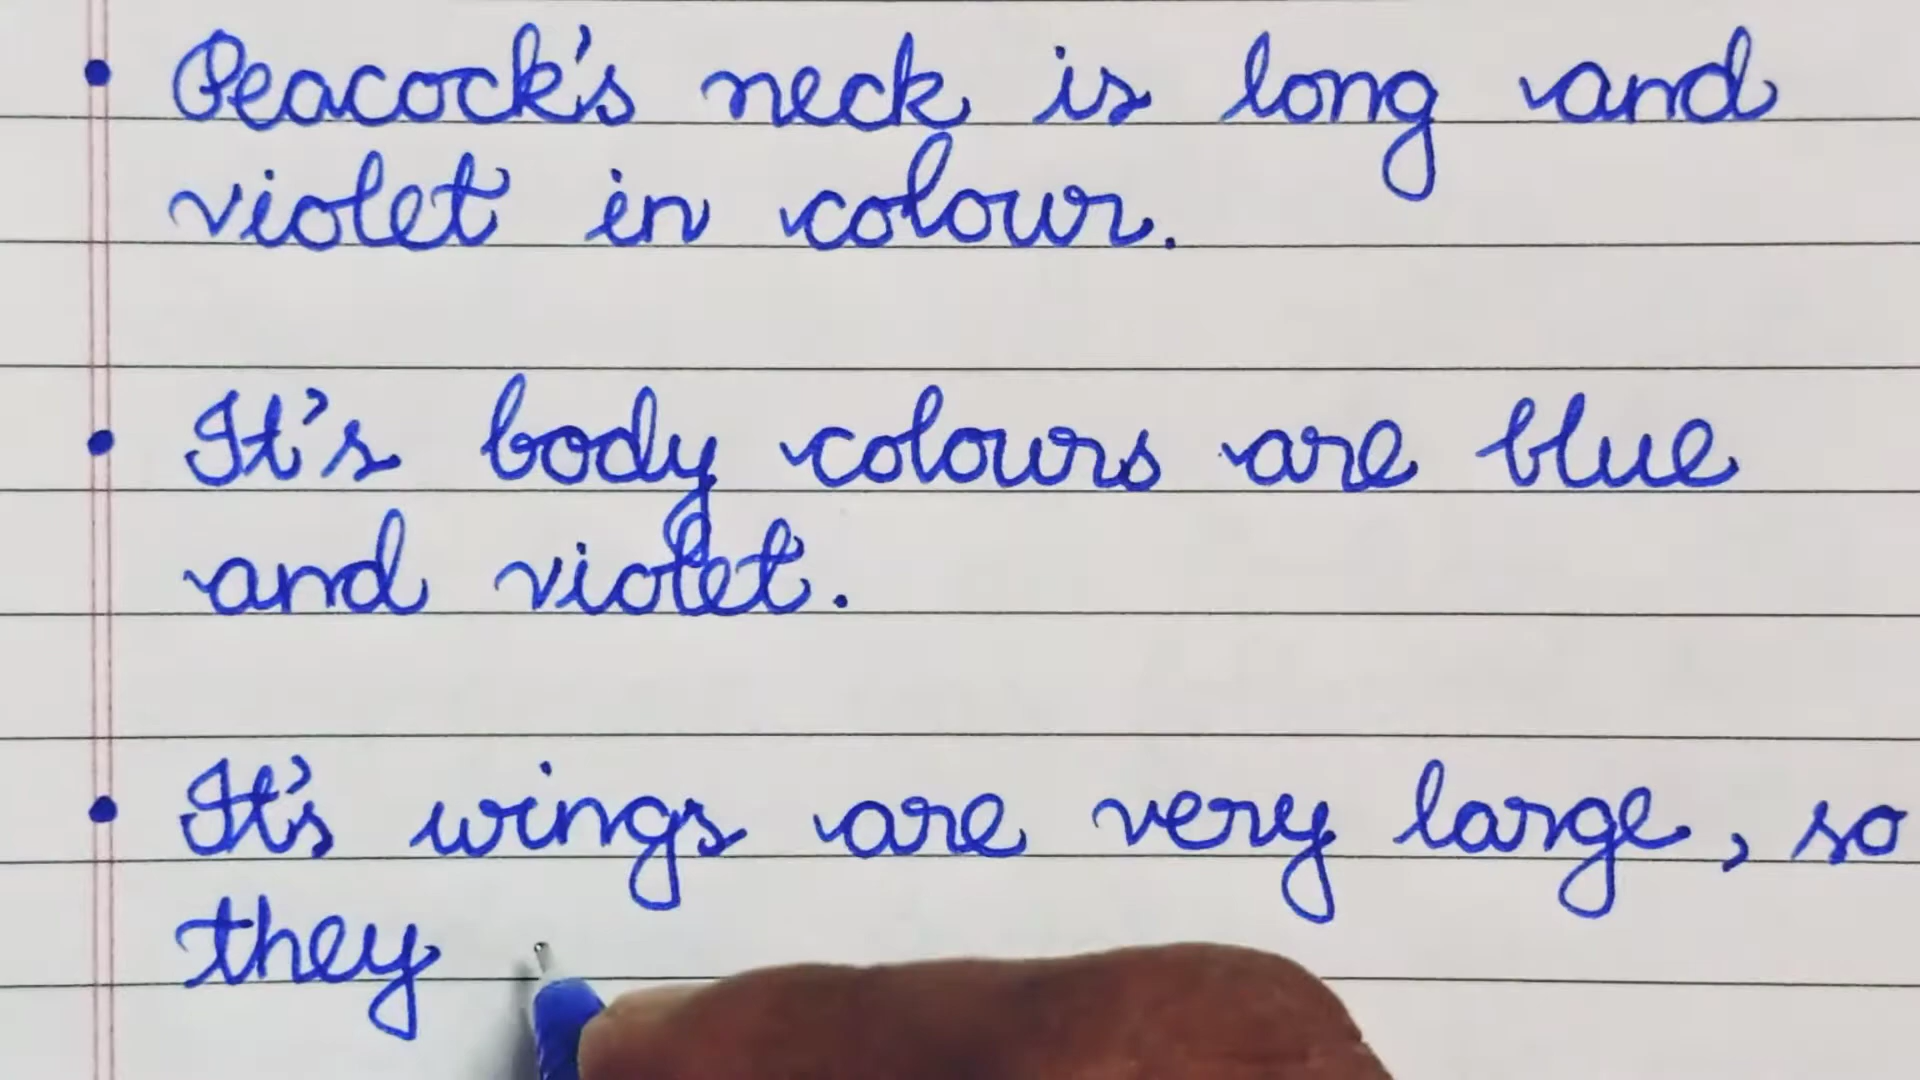 • Peacock's neck is long and
violet in colour.
• It's body colours are blue
and violet.
• It's wings are very large, so
they